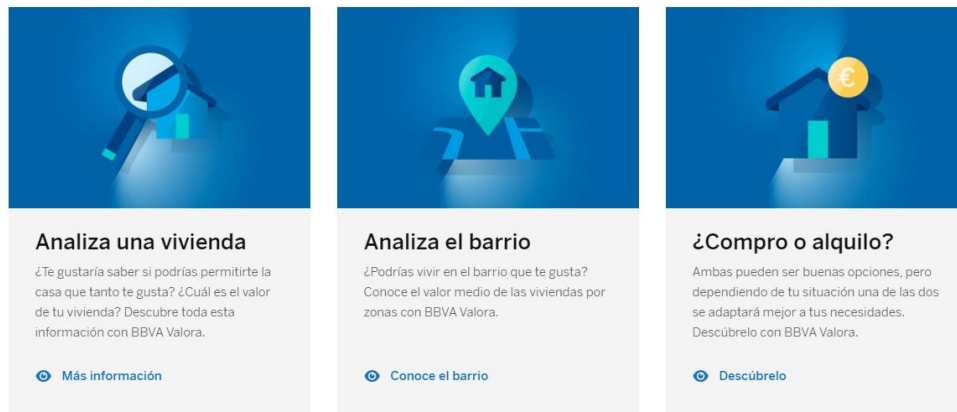 €
Analiza una vivienda
¿Te gustaría saber si podrías permitirte la
casa que tanto te gusta? ¿Cuál es el valor
de tu vivienda? Descubre toda esta
información con BBVA Valora.
Más información
Analiza el barrio
¿Podrías vivir en el barrio que te gusta?
Conoce el valor medio de las viviendas por
zonas con BBVA Valora.
Conoce el barrio
¿Compro o alquilo?
Ambas pueden ser buenas opciones, pero
dependiendo de tu situación una de las dos
se adaptará mejor a tus necesidades.
Descúbrelo con BBVA Valora.
Descúbrelo